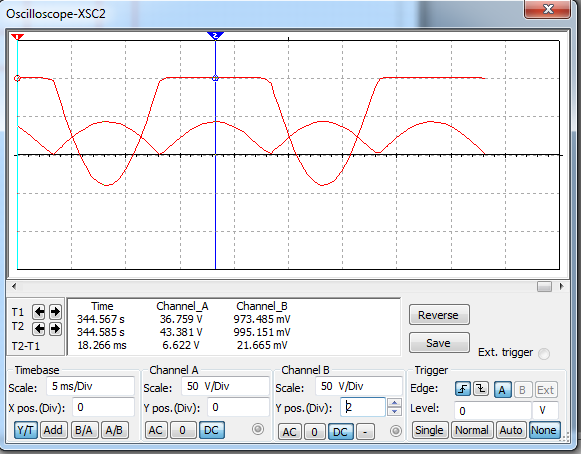 Oscilloscope-XSC2
1
2
T1
T2
T2-T1
Time Channel_A Channel_B
344.567 s 36.759 V 973.485 mV
344.585 s 43.381 V 995.151 mV
18.266 ms 6.622 V 21.665 mV
Reverse
Save
Ext. trigger
Timebase
Scale: 5 ms/Div
X pos.(Div): 0
Y/T Add B/A A/B
Channel A
Scale: 50 V/Div
Y pos.(Div): 0
AC 0 DC
Channel B
Scale: 50 V/Div
Y pos.(Div): 2
AC 0 DC -
Trigger
Edge: A B Ext
Level: 0 V
Single Normal Auto None